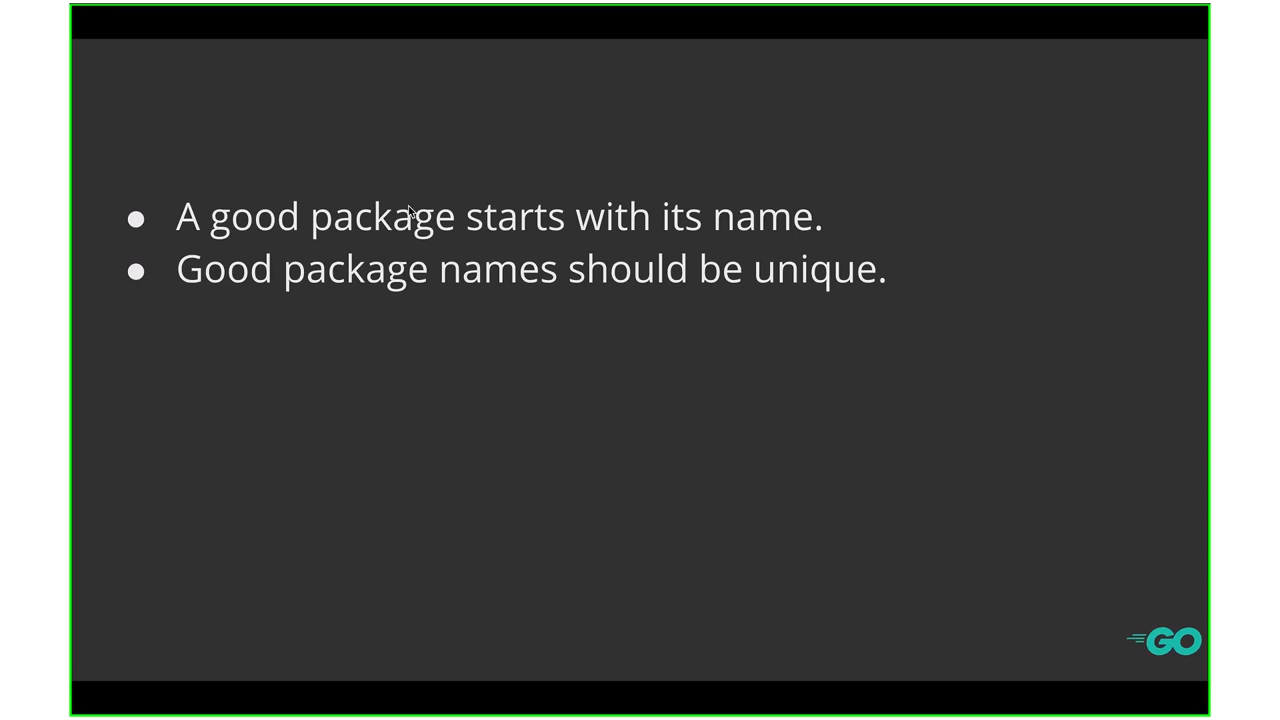 ● A good package starts with its name.
● Good package names should be unique.
GO